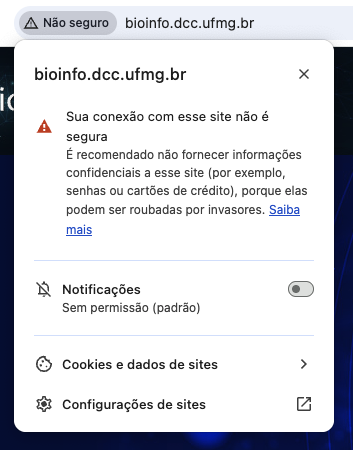 Não seguro bioinfo.dcc.ufmg.br
bioinfo.dcc.ufmg.br
Sua conexão com esse site não é
segura
É recomendado não fornecer informações
confidenciais a esse site (por exemplo,
senhas ou cartões de crédito), porque elas
podem ser roubadas por invasores. Saiba
mais
Notificações
Sem permissão (padrão)
Cookies e dados de sites
Configurações de sites